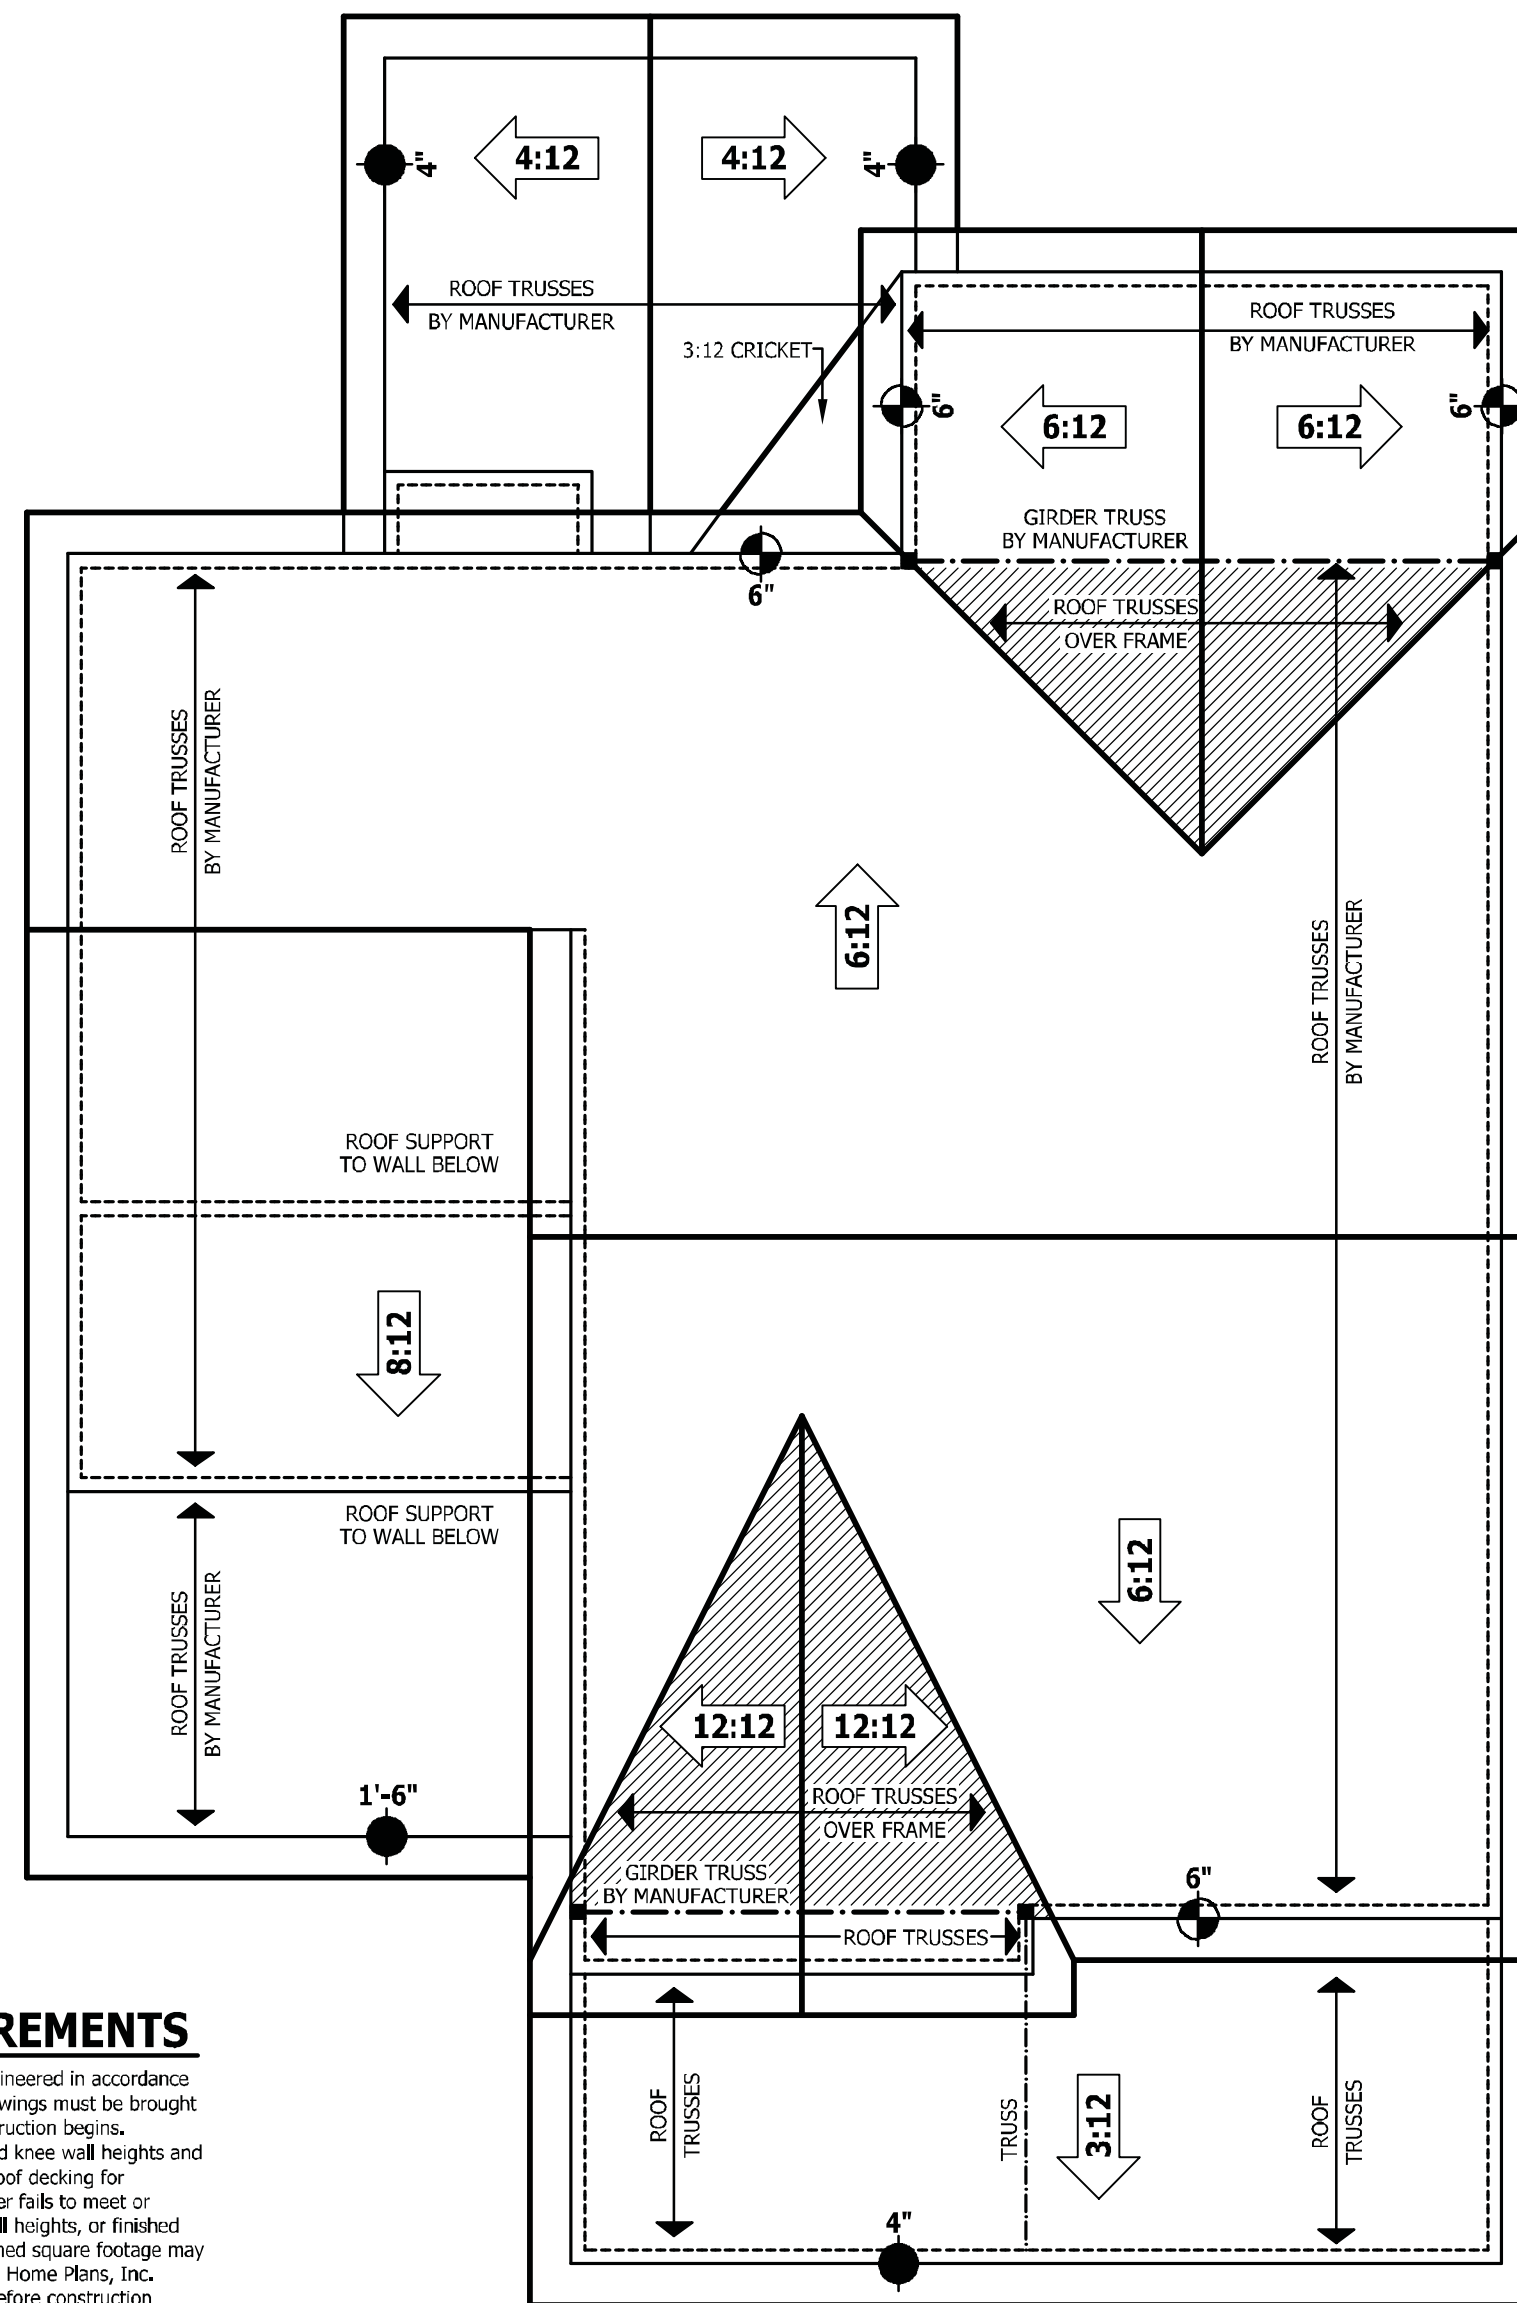 4:12
4:12
4"
4"
ROOF TRUSSES
BY MANUFACTURER
ROOF TRUSSES
BY MANUFACTURER
3:12 CRICKET
6"
6"
6:12
6:12
GIRDER TRUSS
BY MANUFACTURER
6"
ROOF TRUSSES
OVER FRAME
ROOF TRUSSES
BY MANUFACTURER
6:12
ROOF TRUSSES
BY MANUFACTURER
ROOF SUPPORT
TO WALL BELOW
8:12
ROOF SUPPORT
TO WALL BELOW
6:12
ROOF TRUSSES
BY MANUFACTURER
12:12
12:12
1'-6"
ROOF TRUSSES
OVER FRAME
GIRDER TRUSS
BY MANUFACTURER
6"
ROOF TRUSSES
ROOF
TRUSSES
TRUSS
3:12
ROOF
TRUSSES
4"
REMENTS
ineered in accordance
wings must be brought
truction begins.
d knee wall heights and
oof decking for
er fails to meet or
ll heights, or finished
ned square footage may
Home Plans, Inc.
efore construction